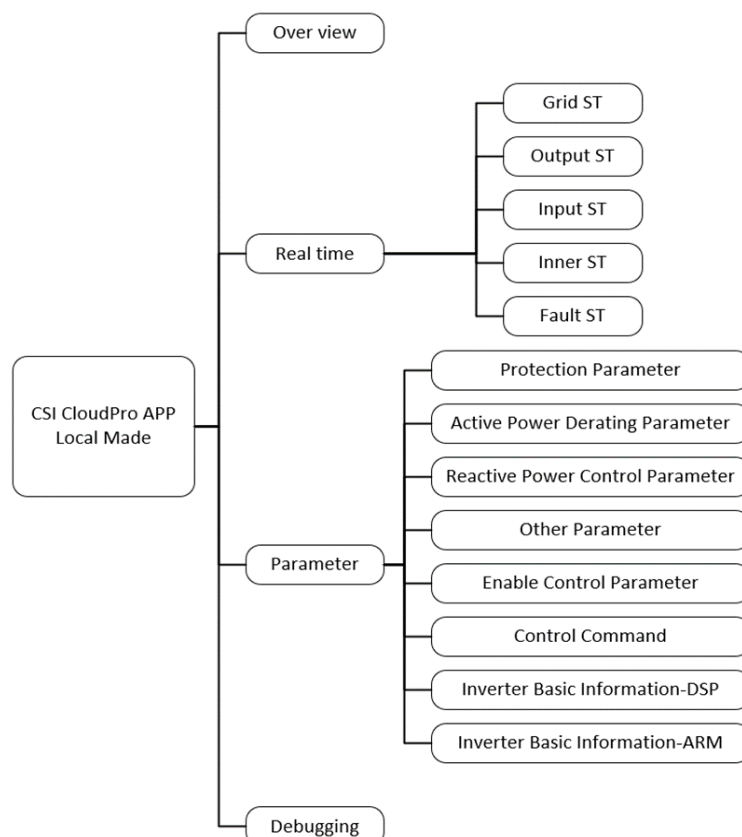 Over view
Grid ST
Output ST
Input ST
Real time
Inner ST
Fault ST
CSI CloudPro APP
Local Made
Protection Parameter
Active Power Derating Parameter
Reactive Power Control Parameter
Other Parameter
Parameter
Enable Control Parameter
Control Command
Inverter Basic Information-DSP
Inverter Basic Information-ARM
Debugging